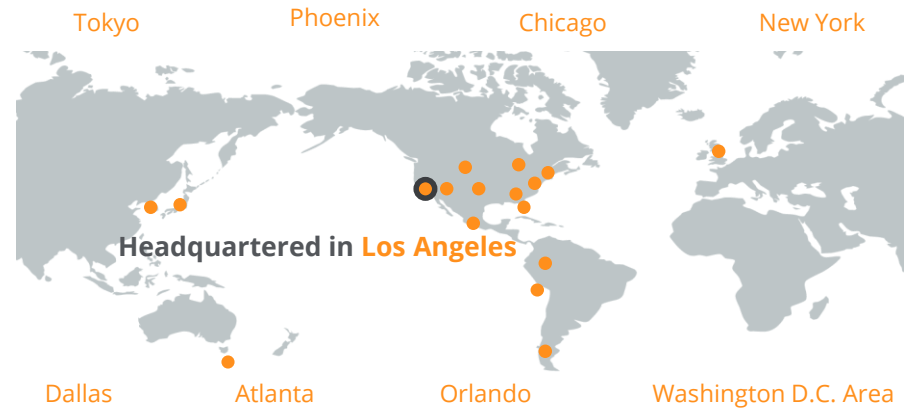 Tokyo
Phoenix
Chicago
New York
Headquartered in Los Angeles
Dallas
Atlanta
Orlando
Washington D.C. Area